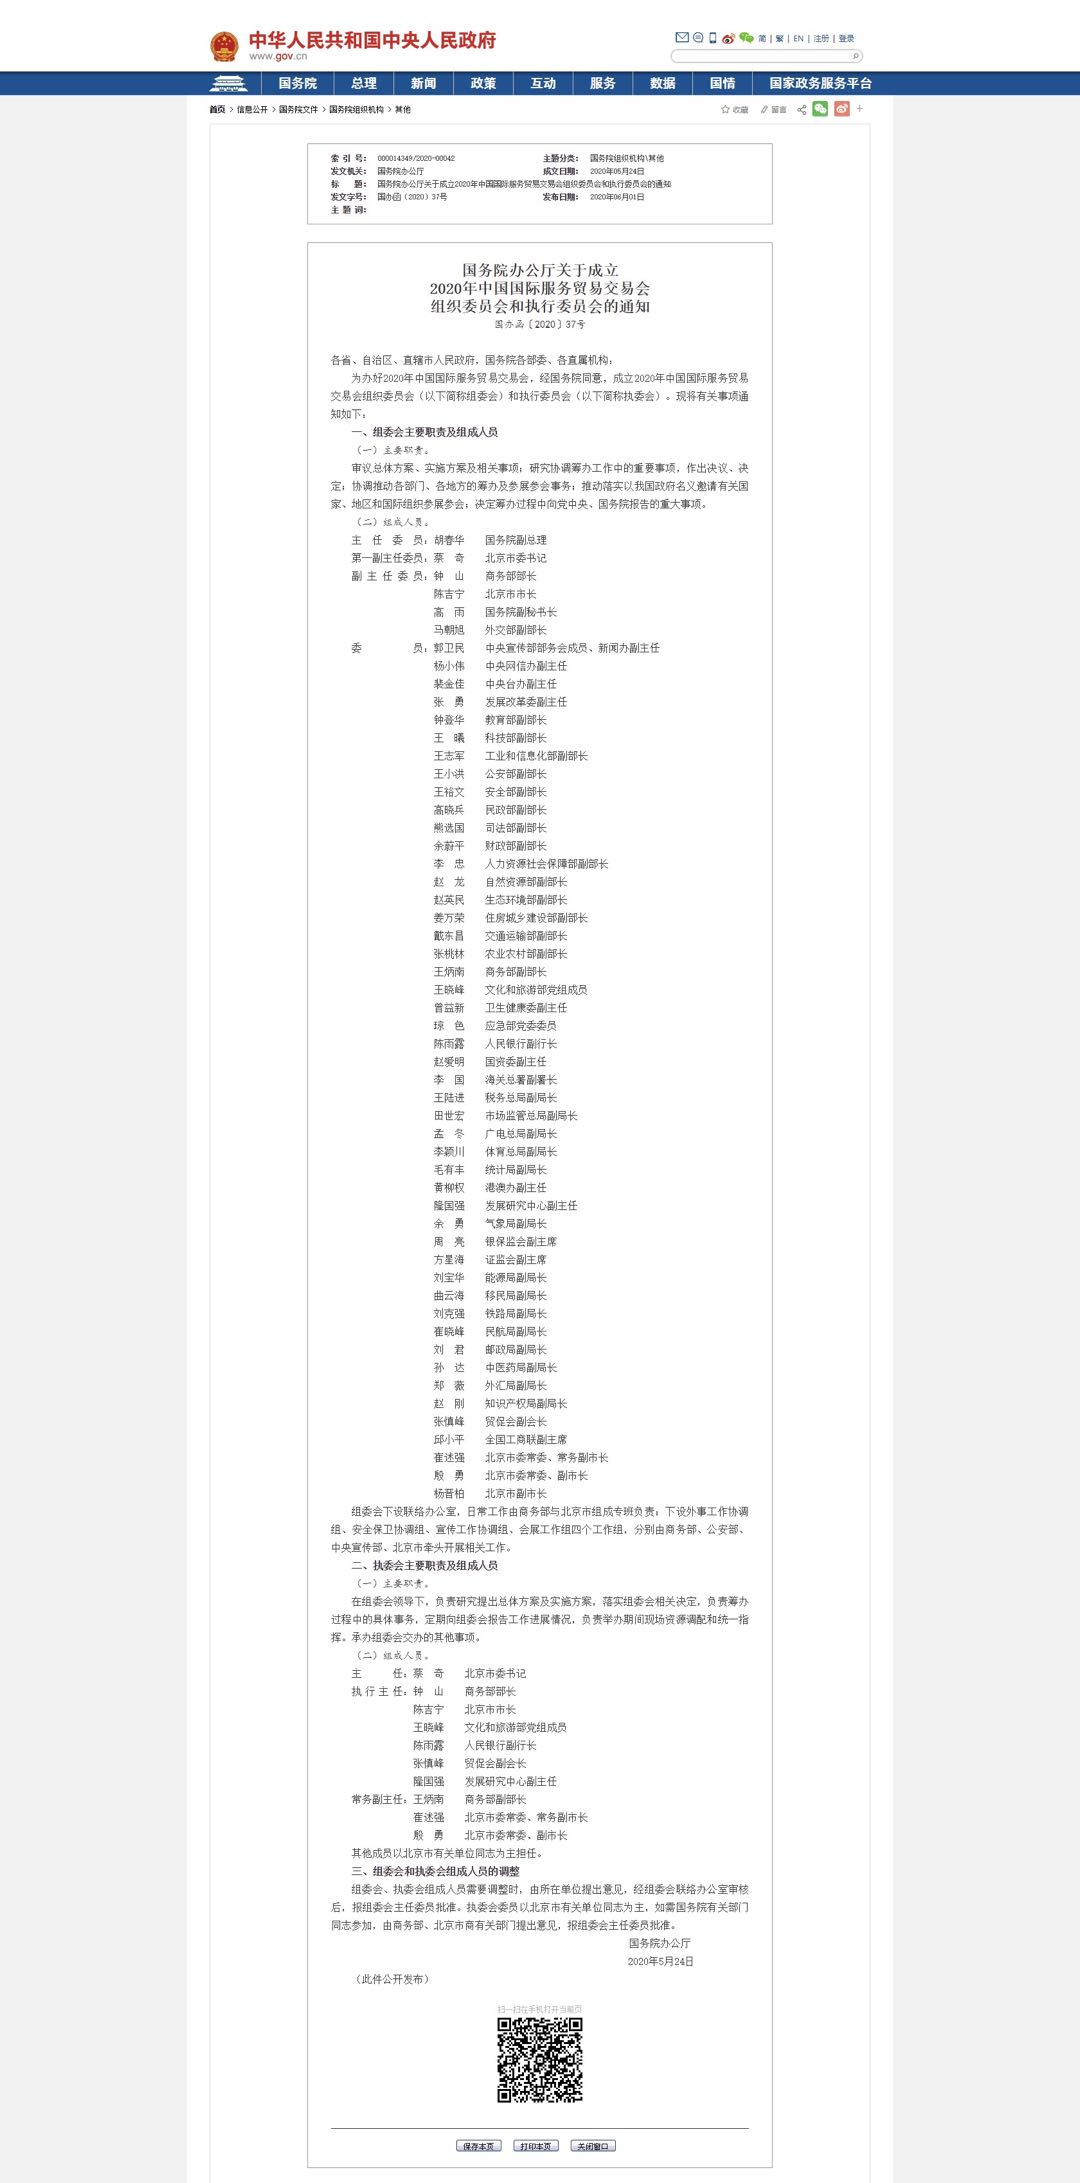 中华人民共和国中央人民政府
www.gov.cn
简 | 繁 | EN | 注册 | 登录
国务院 总理 新闻 政策 互动 服务 数据 国情 国家政务服务平台
首页 > 信息公开 > 国务院文件 > 国务院组织机构 > 其他
收藏 留言
索 引 号： 000014349/2020-00042 主题分类： 国务院组织机构\其他
发文机关： 国务院办公厅 成文日期： 2020年05月24日
标 题： 国务院办公厅关于成立2020年中国国际服务贸易交易会组织委员会和执行委员会的通知
发文字号： 国办函〔2020〕37号 发布日期： 2020年06月01日
主 题 词：
国务院办公厅关于成立
2020年中国国际服务贸易交易会
组织委员会和执行委员会的通知
国办函〔2020〕37号
各省、自治区、直辖市人民政府，国务院各部委、各直属机构：
为办好2020年中国国际服务贸易交易会，经国务院同意，成立2020年中国国际服务贸易
交易会组织委员会（以下简称组委会）和执行委员会（以下简称执委会）。现将有关事项通
知如下：
一、组委会主要职责及组成人员
（一）主要职责。
审议总体方案、实施方案及相关事项；研究协调筹办工作中的重要事项，作出决议、决
定；协调推动各部门、各地方的筹办及参展参会事务；推动落实以我国政府名义邀请有关国
家、地区和国际组织参展参会；决定筹办过程中向党中央、国务院报告的重大事项。
（二）组成人员。
主 任 委 员：胡春华 国务院副总理
第一副主任委员：蔡 奇 北京市委书记
副 主 任 委 员：钟 山 商务部部长
陈吉宁 北京市市长
高 雨 国务院副秘书长
马朝旭 外交部副部长
委 员：郭卫民 中央宣传部部务会成员、新闻办副主任
杨小伟 中央网信办副主任
裴金佳 中央台办副主任
张 勇 发展改革委副主任
钟登华 教育部副部长
王 曦 科技部副部长
王志军 工业和信息化部副部长
王小洪 公安部副部长
王裕文 安全部副部长
高晓兵 民政部副部长
熊选国 司法部副部长
余蔚平 财政部副部长
李 忠 人力资源社会保障部副部长
赵 龙 自然资源部副部长
赵英民 生态环境部副部长
姜万荣 住房城乡建设部副部长
戴东昌 交通运输部副部长
张桃林 农业农村部副部长
王炳南 商务部副部长
王晓峰 文化和旅游部党组成员
曾益新 卫生健康委副主任
琼 色 应急部党委委员
陈雨露 人民银行副行长
赵爱明 国资委副主任
李 国 海关总署副署长
王陆进 税务总局副局长
田世宏 市场监管总局副局长
孟 冬 广电总局副局长
李颖川 体育总局副局长
毛有丰 统计局副局长
黄柳权 港澳办副主任
隆国强 发展研究中心副主任
余 勇 气象局副局长
周 亮 银保监会副主席
方星海 证监会副主席
刘宝华 能源局副局长
曲云海 移民局副局长
刘克强 铁路局副局长
崔晓峰 民航局副局长
刘 君 邮政局副局长
孙 达 中医药局副局长
郑 薇 外汇局副局长
赵 刚 知识产权局副局长
张慎峰 贸促会副会长
邱小平 全国工商联副主席
崔述强 北京市委常委、常务副市长
殷 勇 北京市委常委、副市长
杨晋柏 北京市副市长
组委会下设联络办公室，日常工作由商务部与北京市组成专班负责；下设外事工作协调
组、安全保卫协调组、宣传工作协调组、会展工作组四个工作组，分别由商务部、公安部、
中央宣传部、北京市牵头开展相关工作。
二、执委会主要职责及组成人员
（一）主要职责。
在组委会领导下，负责研究提出总体方案及实施方案，落实组委会相关决定，负责筹办
过程中的具体事务，定期向组委会报告工作进展情况，负责举办期间现场资源调配和统一指
挥。承办组委会交办的其他事项。
（二）组成人员。
主 任：蔡 奇 北京市委书记
执 行 主 任：钟 山 商务部部长
陈吉宁 北京市市长
王晓峰 文化和旅游部党组成员
陈雨露 人民银行副行长
张慎峰 贸促会副会长
隆国强 发展研究中心副主任
常务副主任：王炳南 商务部副部长
崔述强 北京市委常委、常务副市长
殷 勇 北京市委常委、副市长
其他成员以北京市有关单位同志为主担任。
三、组委会和执委会组成人员的调整
组委会、执委会组成人员需要调整时，由所在单位提出意见，经组委会联络办公室审核
后，报组委会主任委员批准。执委会委员以北京市有关单位同志为主，如需国务院有关部门
同志参加，由商务部、北京市商有关部门提出意见，报组委会主任委员批准。
国务院办公厅
2020年5月24日
（此件公开发布）
扫一扫在手机打开当前页
保存本页 打印本页 关闭窗口